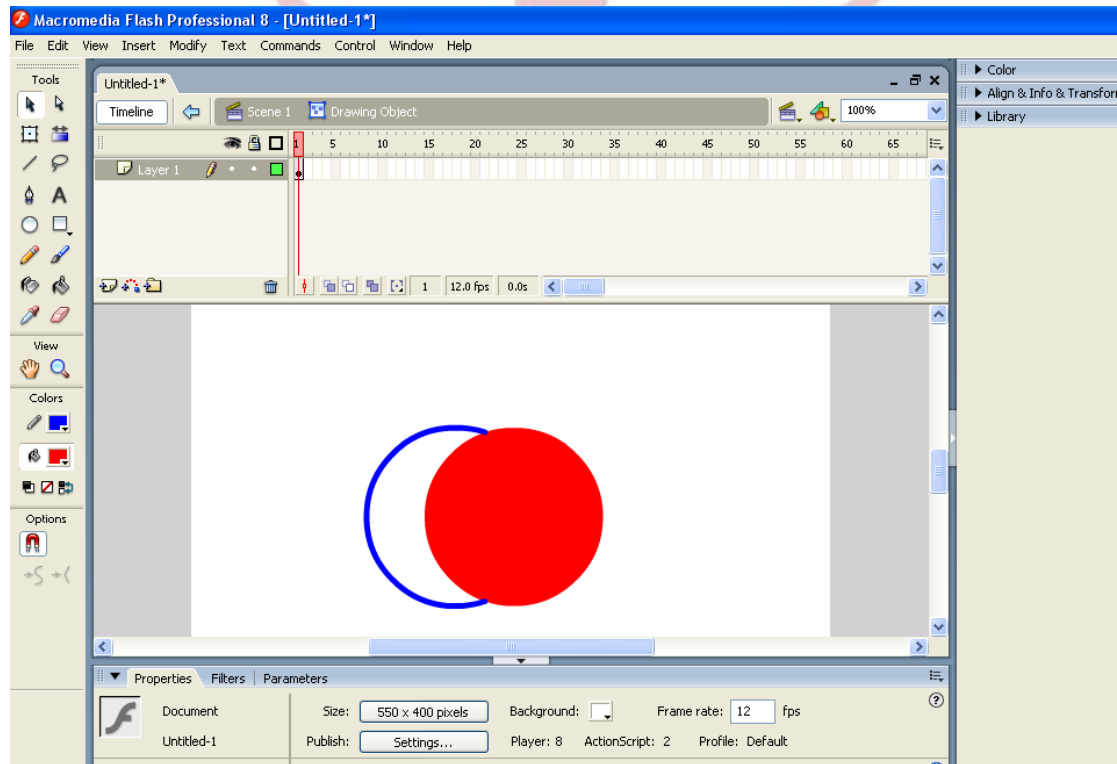 Macromedia Flash Professional 8 - [Untitled-1*]
File Edit View Insert Modify Text Commands Control Window Help
Tools
Untitled-1*
Color
Timeline Scene 1 Drawing Object 100%
Align & Info & Transfor
Library
1 5 10 15 20 25 30 35 40 45 50 55 60 65
Layer 1
A
1 12.0 fps 0.0s
View
Colors
Options
Properties Filters Parameters
Document Size: 550 x 400 pixels Background: Frame rate: 12 fps
Untitled-1 Publish: Settings... Player: 8 ActionScript: 2 Profile: Default